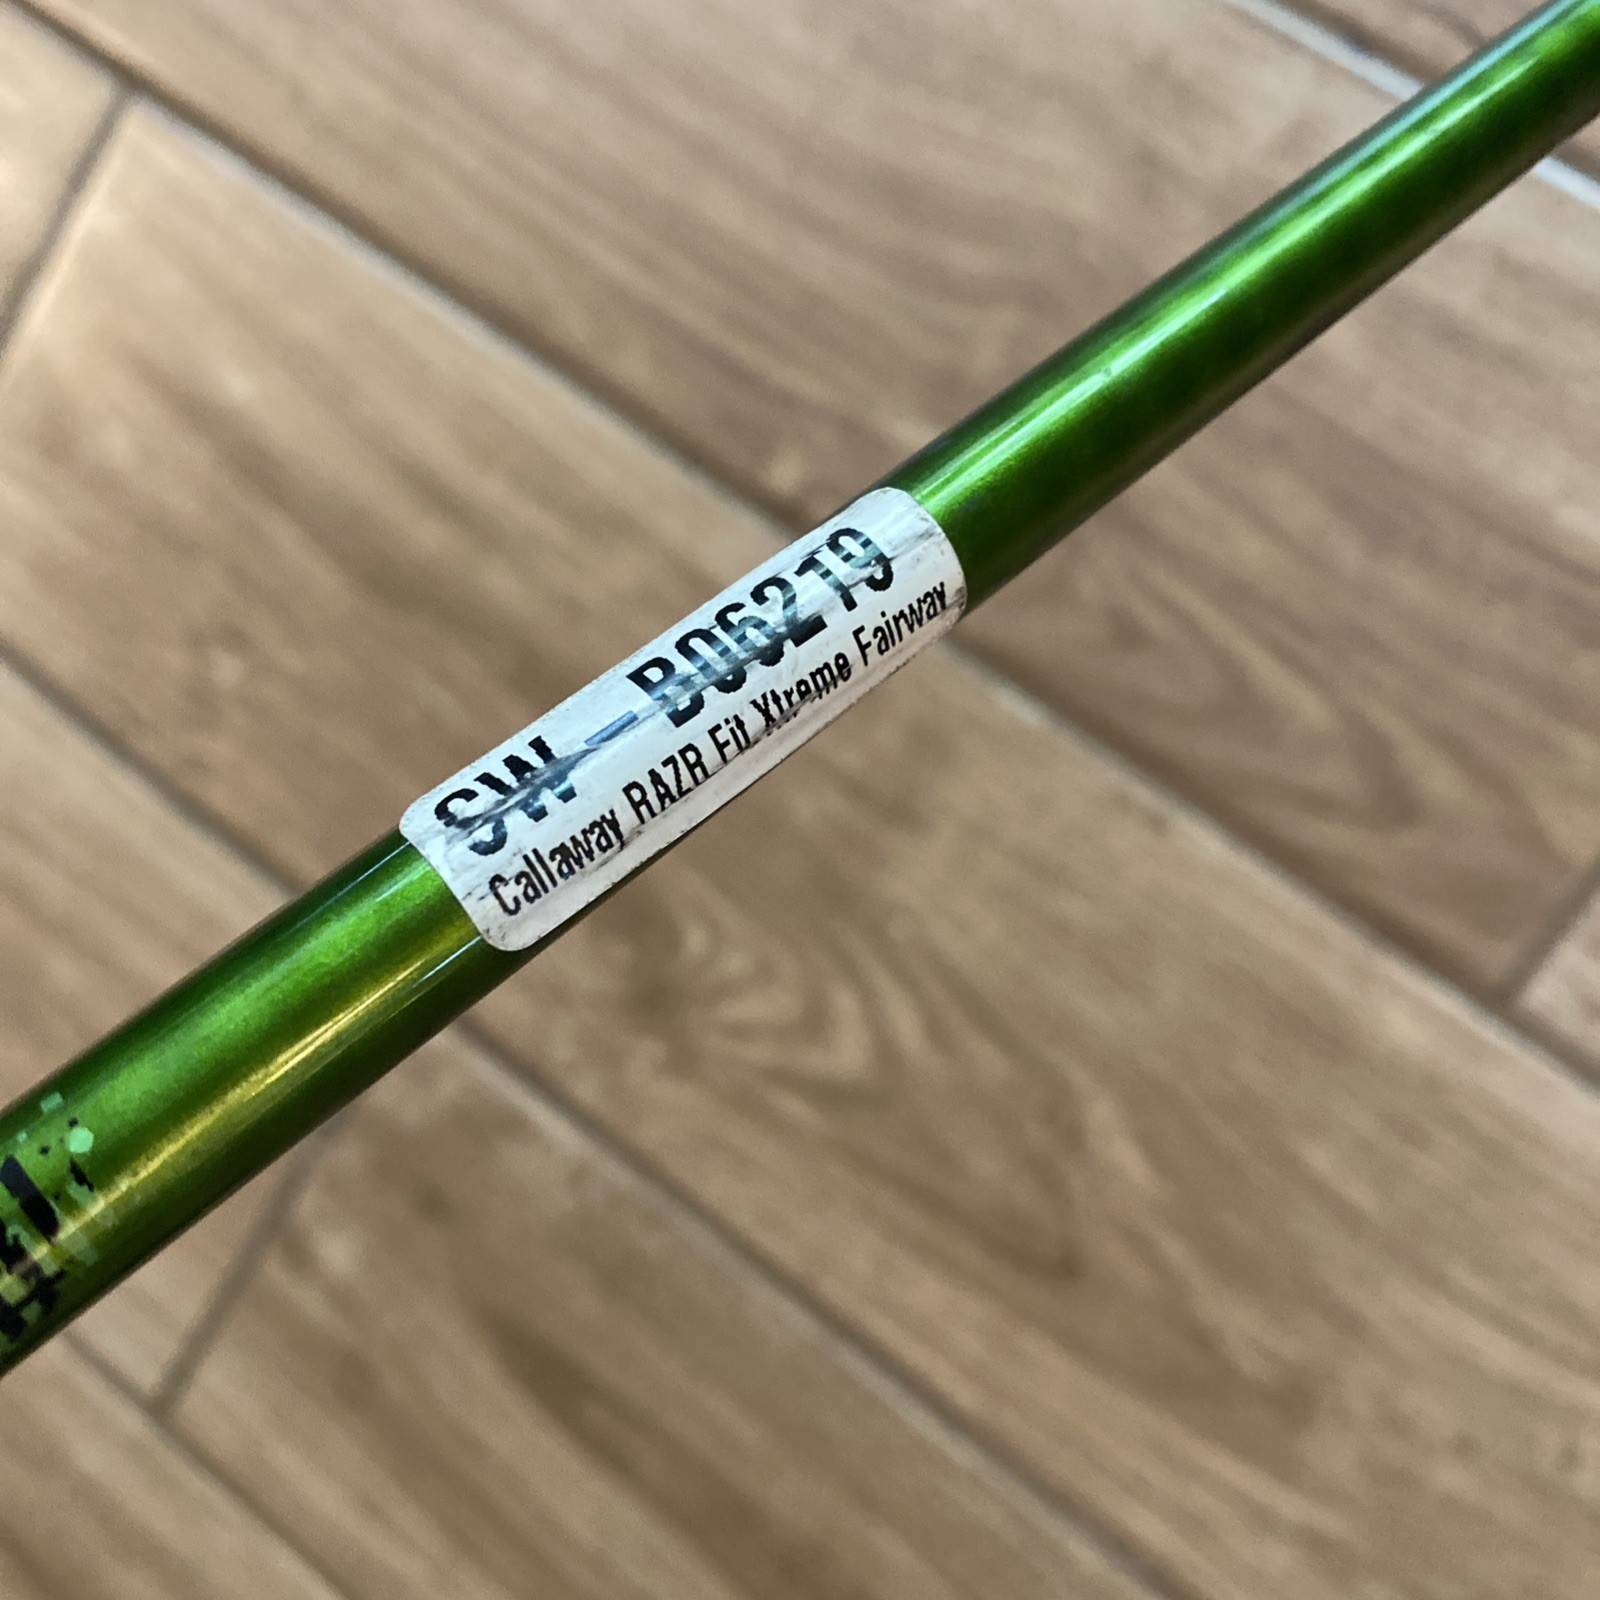 SW-B06219
Callaway RAZR Fit Xtreme Fairway